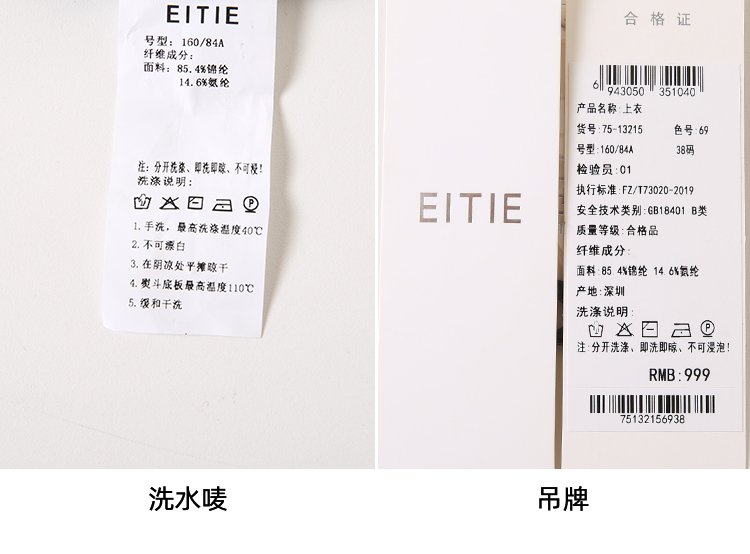 EITIE
号型: 160/84A
纤维成分:
面料: 85.4%锦纶
14.6%氨纶
注: 分开洗涤、即洗即晾、不可浸!
洗涤说明:
1.手洗，最高洗涤温度40℃
2.不可漂白
3.在阴凉处平摊晾干
4.熨斗底板最高温度110℃
5.缓和干洗
洗水唛
EITIE
合格证
6 943050 351040
产品名称:上衣
货号:75-13215 色号:69
号型:160/84A 38码
检验员:01
执行标准:FZ/T73020-2019
安全技术类别:GB18401 B类
质量等级:合格品
纤维成分:
面料:85.4%锦纶 14.6%氨纶
产地:深圳
洗涤说明:
注:分开洗涤、即洗即晾、不可浸泡!
RMB:999
75132156938
吊牌